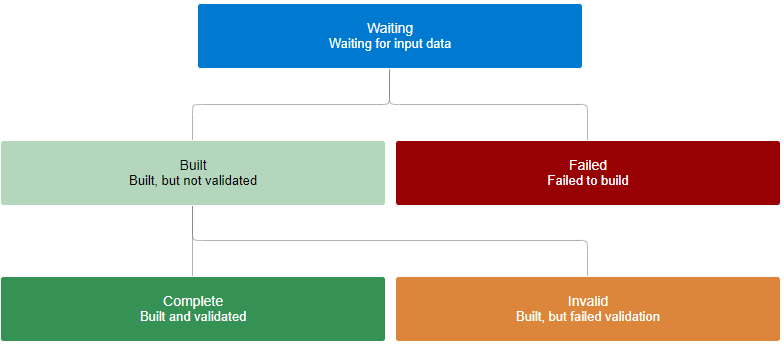 Waiting
Waiting for input data
Built
Built, but not validated
Failed
Failed to build
Complete
Built and validated
Invalid
Built, but failed validation